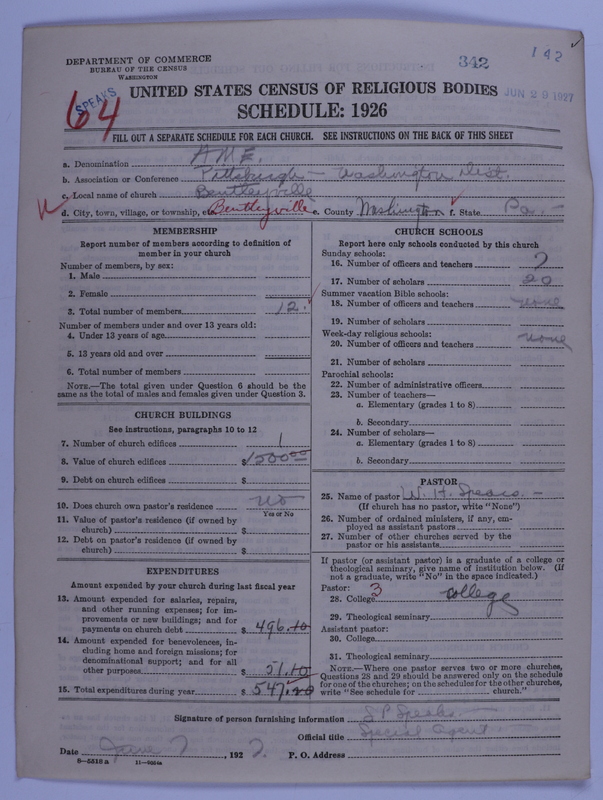 DEPARTMENT OF COMMERCE
BUREAU OF THE CENSUS
WASHINGTON
342
142
SPEAKS
64
UNITED STATES CENSUS OF RELIGIOUS BODIES
JUN 29 1927
SCHEDULE: 1926
FILL OUT A SEPARATE SCHEDULE FOR EACH CHURCH. SEE INSTRUCTIONS ON THE BACK OF THIS SHEET
a. Denomination A.M.E.
b. Association or Conference Pittsburgh – Washington Dist.
c. Local name of church Bentleyville
d. City, town, village, or township, etc. Bentleyville e. County Washington f. State Pa. –
MEMBERSHIP
Report number of members according to definition of
member in your church
Number of members, by sex:
1. Male
2. Female
3. Total number of members 12.
Number of members under and over 13 years old:
4. Under 13 years of age
5. 13 years old and over
6. Total number of members
NOTE.—The total given under Question 6 should be the
same as the total of males and females given under Question 3.
CHURCH BUILDINGS
See instructions, paragraphs 10 to 12
7. Number of church edifices 1
8. Value of church edifices $1500.00
9. Debt on church edifices $
10. Does church own pastor's residence no
Yes or No
11. Value of pastor's residence (if owned by
church) $
12. Debt on pastor's residence (if owned by
church) $
EXPENDITURES
Amount expended by your church during last fiscal year
13. Amount expended for salaries, repairs,
and other running expenses; for im-
provements or new buildings; and for
payments on church debt $ 496.10
14. Amount expended for benevolences, in-
cluding home and foreign missions; for
denominational support; and for all
other purposes $ 51.10
15. Total expenditures during year $ 547.20
CHURCH SCHOOLS
Report here only schools conducted by this church
Sunday schools:
16. Number of officers and teachers 7
17. Number of scholars 20
Summer vacation Bible schools:
18. Number of officers and teachers none
19. Number of scholars
Week-day religious schools:
20. Number of officers and teachers none
21. Number of scholars
Parochial schools:
22. Number of administrative officers
23. Number of teachers—
a. Elementary (grades 1 to 8)
b. Secondary
24. Number of scholars—
a. Elementary (grades 1 to 8)
b. Secondary
PASTOR
25. Name of pastor W. H. Spears –
(If church has no pastor, write "None")
26. Number of ordained ministers, if any, em-
ployed as assistant pastors
27. Number of other churches served by the
pastor or his assistants
If pastor (or assistant pastor) is a graduate of a college or
theological seminary, give name of institution below. (If
not a graduate, write "No" in the space indicated.)
Pastor:
28. College 3 College
29. Theological seminary
Assistant pastor:
30. College
31. Theological seminary
NOTE.—Where one pastor serves two or more churches,
Questions 28 and 29 should be answered only on the schedule
for one of the churches; on the schedules for the other churches,
write "See schedule for church."
Signature of person furnishing information S P Speaks –
Official title Special Agent –
Date June 7, 1927. P. O. Address
8—5513a 11—9064a